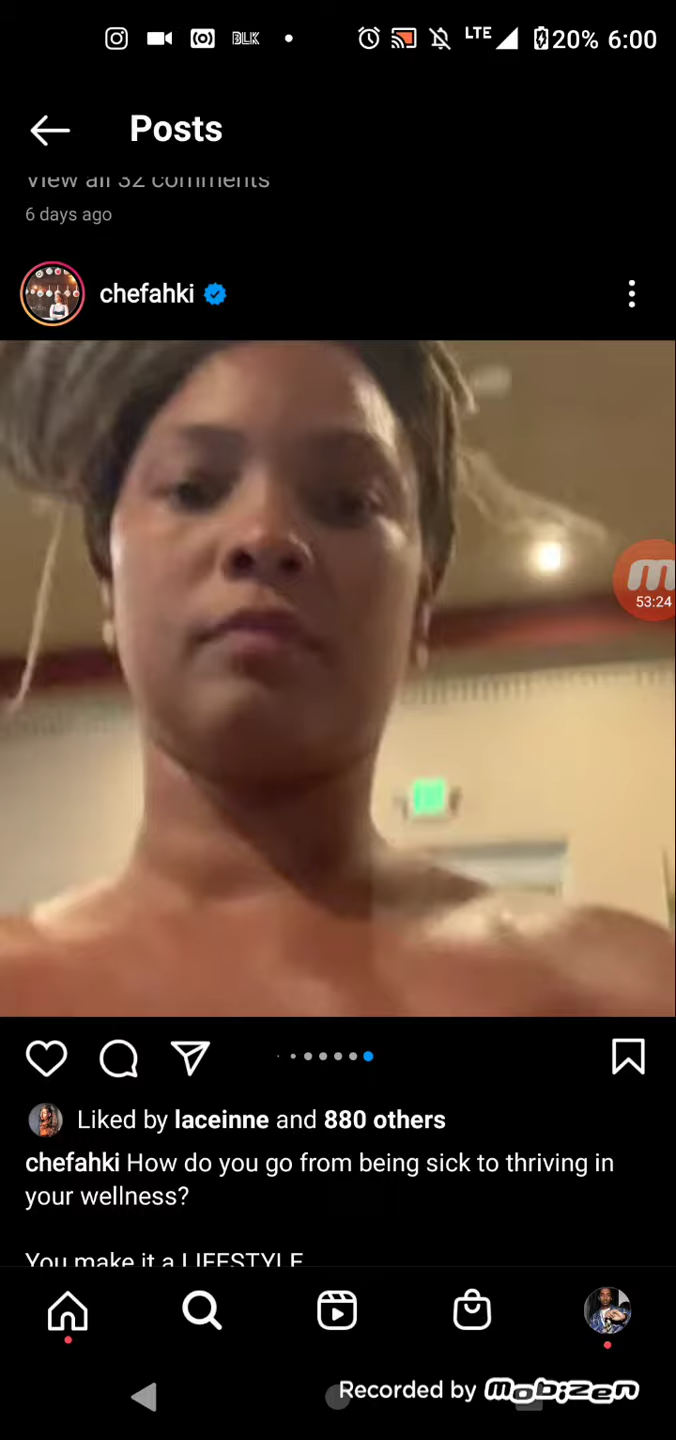 BLK
LTE 20% 6:00
Posts
View all 32 comments
6 days ago
chefahki
53:24
Liked by laceinne and 880 others
chefahki How do you go from being sick to thriving in
your wellness?
You make it a LIFESTYLE
Recorded by mobizen